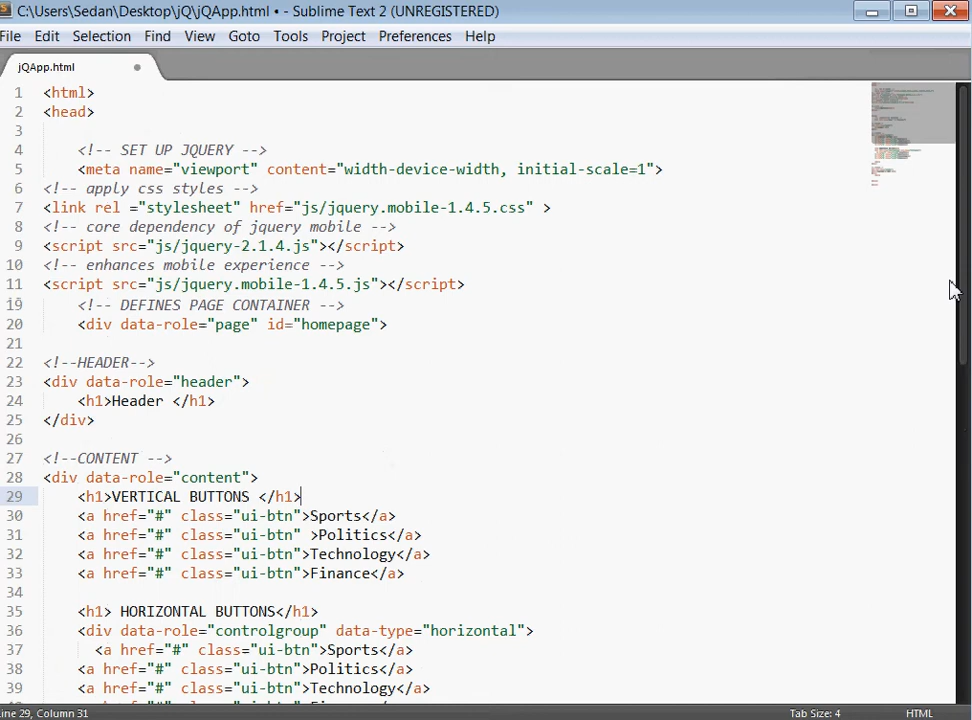 C:\Users\Sedan\Desktop\jQ\jQApp.html • - Sublime Text 2 (UNREGISTERED)
File Edit Selection Find View Goto Tools Project Preferences Help
jQApp.html
1 <html>
2 <head>
3
4 <!-- SET UP JQUERY -->
5 <meta name="viewport" content="width-device-width, initial-scale=1">
6 <!-- apply css styles -->
7 <link rel ="stylesheet" href="js/jquery.mobile-1.4.5.css" >
8 <!-- core dependency of jquery mobile -->
9 <script src="js/jquery-2.1.4.js"></script>
10 <!-- enhances mobile experience -->
11 <script src="js/jquery.mobile-1.4.5.js"></script>
19 <!-- DEFINES PAGE CONTAINER -->
20 <div data-role="page" id="homepage">
21
22 <!--HEADER-->
23 <div data-role="header">
24 <h1>Header </h1>
25 </div>
26
27 <!--CONTENT -->
28 <div data-role="content">
29 <h1>VERTICAL BUTTONS </h1>
30 <a href="#" class="ui-btn">Sports</a>
31 <a href="#" class="ui-btn" >Politics</a>
32 <a href="#" class="ui-btn">Technology</a>
33 <a href="#" class="ui-btn">Finance</a>
34
35 <h1> HORIZONTAL BUTTONS</h1>
36 <div data-role="controlgroup" data-type="horizontal">
37 <a href="#" class="ui-btn">Sports</a>
38 <a href="#" class="ui-btn">Politics</a>
39 <a href="#" class="ui-btn">Technology</a>
Line 29, Column 31 Tab Size: 4 HTML